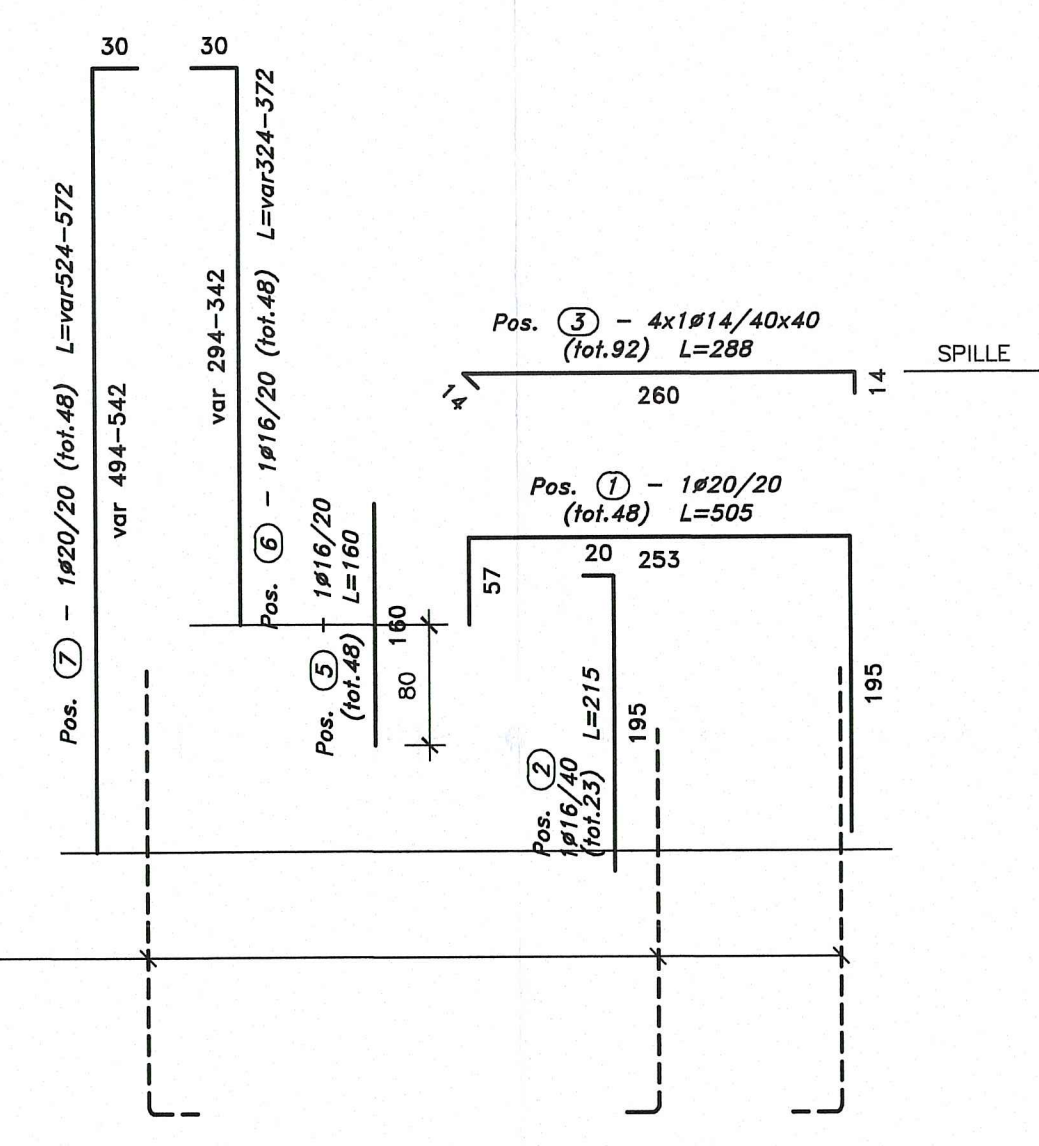 30
30
Pos. 7 – 1ø20/20 (tot.48) L=var524–572
var 494–542
var 294–342
Pos. 6 – 1ø16/20 (tot.48) L=var324–372
Pos. 3 – 4x1ø14/40x40
(tot.92) L=288
14
260
14
SPILLE
Pos. 1 – 1ø20/20
(tot.48) L=505
57
20
253
195
Pos. 5 – 1ø16/20
(tot.48) L=160
160
80
Pos. 2
1ø16/40
(tot.23) L=215
195